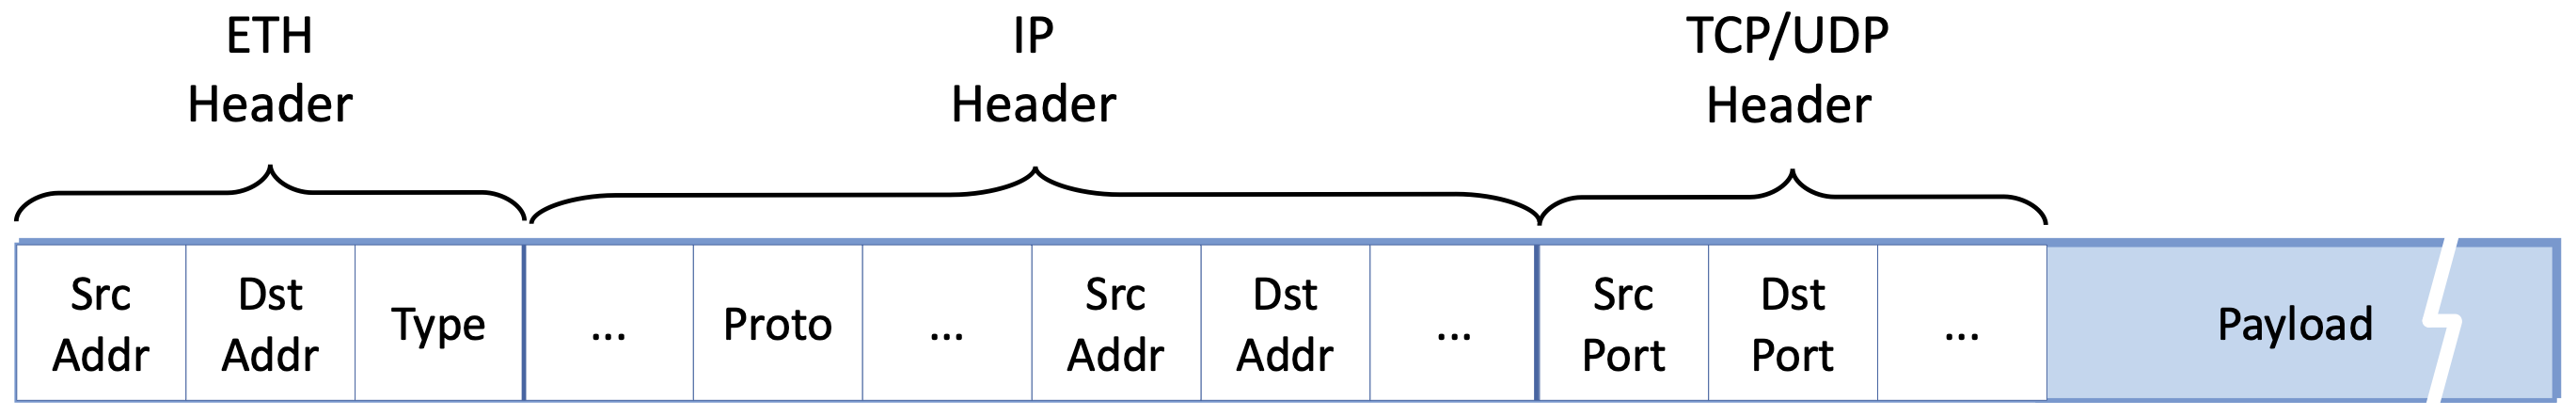 ETH
Header
IP
Header
TCP/UDP
Header
Src
Addr
Dst
Addr
Type
...
Proto
...
Src
Addr
Dst
Addr
...
Src
Port
Dst
Port
...
Payload